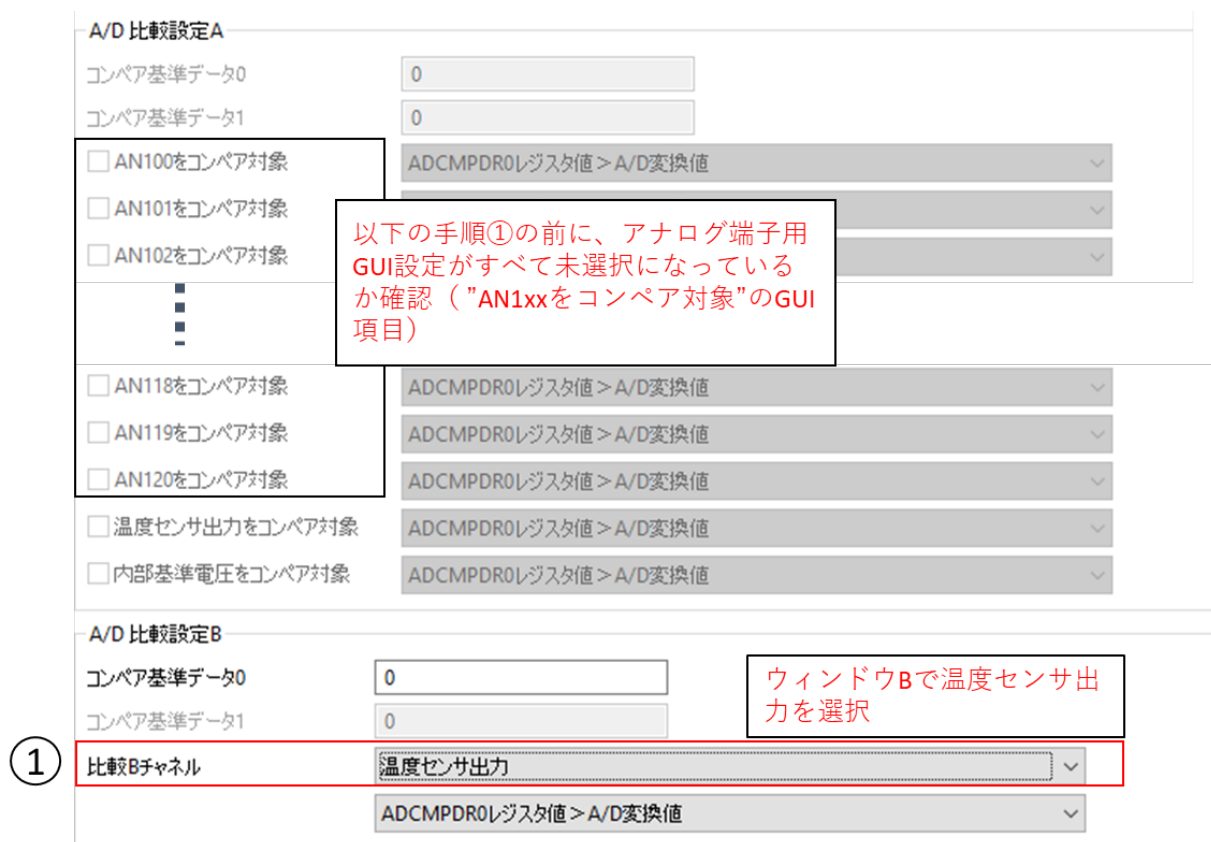 A/D 比較設定A
コンペア基準データ0
0
コンペア基準データ1
0
AN100をコンペア対象
ADCMPDR0レジスタ値＞A/D変換値
AN101をコンペア対象
AN102をコンペア対象
以下の手順①の前に、アナログ端子用
GUI設定がすべて未選択になっている
か確認（ ”AN1xxをコンペア対象”のGUI
項目）
AN118をコンペア対象
ADCMPDR0レジスタ値＞A/D変換値
AN119をコンペア対象
ADCMPDR0レジスタ値＞A/D変換値
AN120をコンペア対象
ADCMPDR0レジスタ値＞A/D変換値
温度センサ出力をコンペア対象
ADCMPDR0レジスタ値＞A/D変換値
内部基準電圧をコンペア対象
ADCMPDR0レジスタ値＞A/D変換値
A/D 比較設定B
コンペア基準データ0
0
ウィンドウBで温度センサ出
力を選択
コンペア基準データ1
0
①
比較Bチャネル
温度センサ出力
ADCMPDR0レジスタ値＞A/D変換値